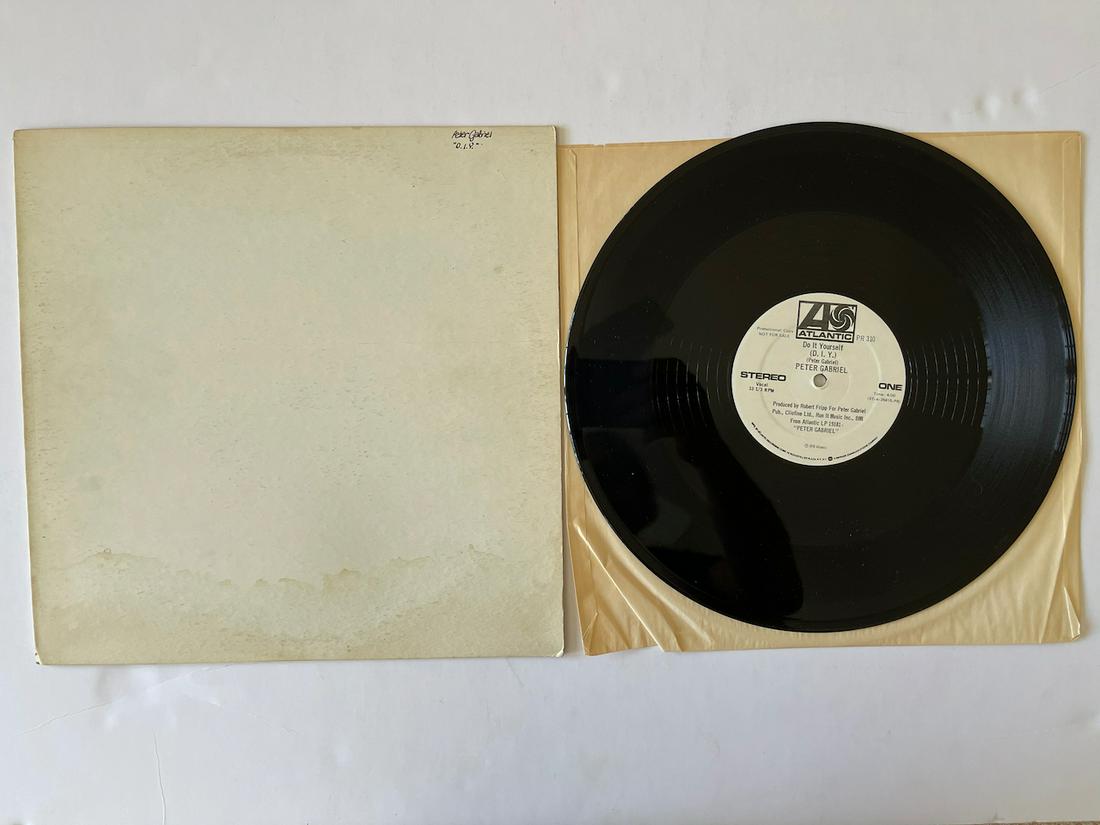 Peter Gabriel
"D.I.Y."
ATLANTIC
Promotional Copy
NOT FOR SALE
PR 310
Do It Yourself
(D. I. Y.)
(Peter Gabriel)
PETER GABRIEL
STEREO
ONE
Vocal
33 1/3 RPM
Time: 4:00
Produced by Robert Fripp For Peter Gabriel
Pub., Cliofine Ltd., Run It Music Inc., BMI
From Atlantic LP 19181
"PETER GABRIEL"